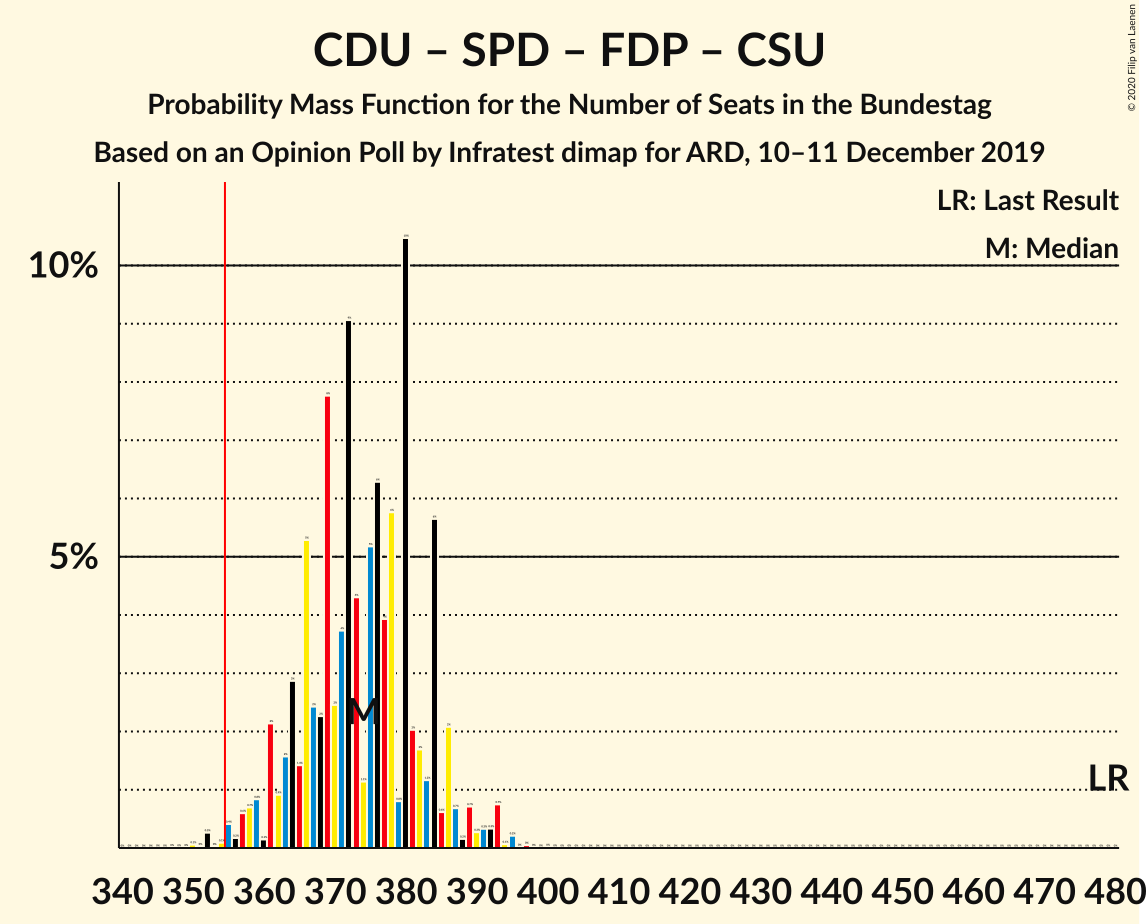 CDU – SPD – FDP – CSU
Probability Mass Function for the Number of Seats in the Bundestag
Based on an Opinion Poll by Infratest dimap for ARD, 10–11 December 2019
© 2020 Filip van Laenen
LR: Last Result
M: Median
10%
5%
M
LR
340 350 360 370 380 390 400 410 420 430 440 450 460 470 480